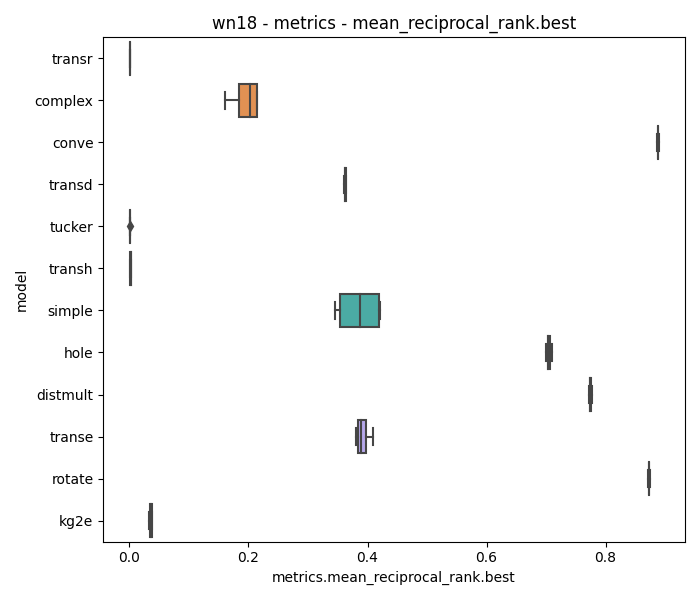 wn18 - metrics - mean_reciprocal_rank.best
transr
complex
conve
transd
tucker
transh
simple
hole
distmult
transe
rotate
kg2e
model
0.0 0.2 0.4 0.6 0.8
metrics.mean_reciprocal_rank.best